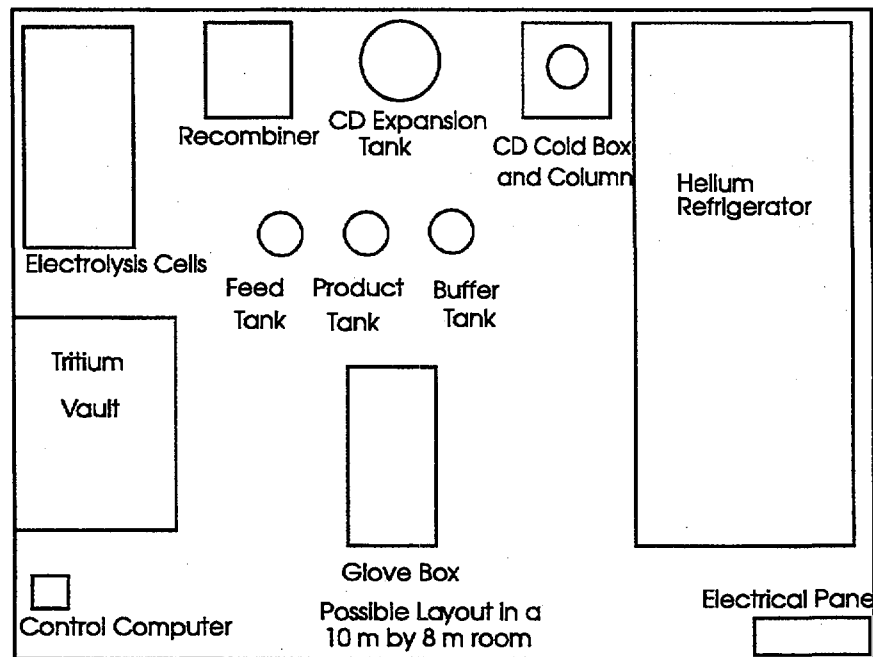 Recombiner
CD Expansion
Tank
CD Cold Box
and Column
Helium
Refrigerator
Electrolysis Cells
Feed
Tank
Product
Tank
Buffer
Tank
Tritium
Vault
Glove Box
Control Computer
Possible Layout in a
10 m by 8 m room
Electrical Pane